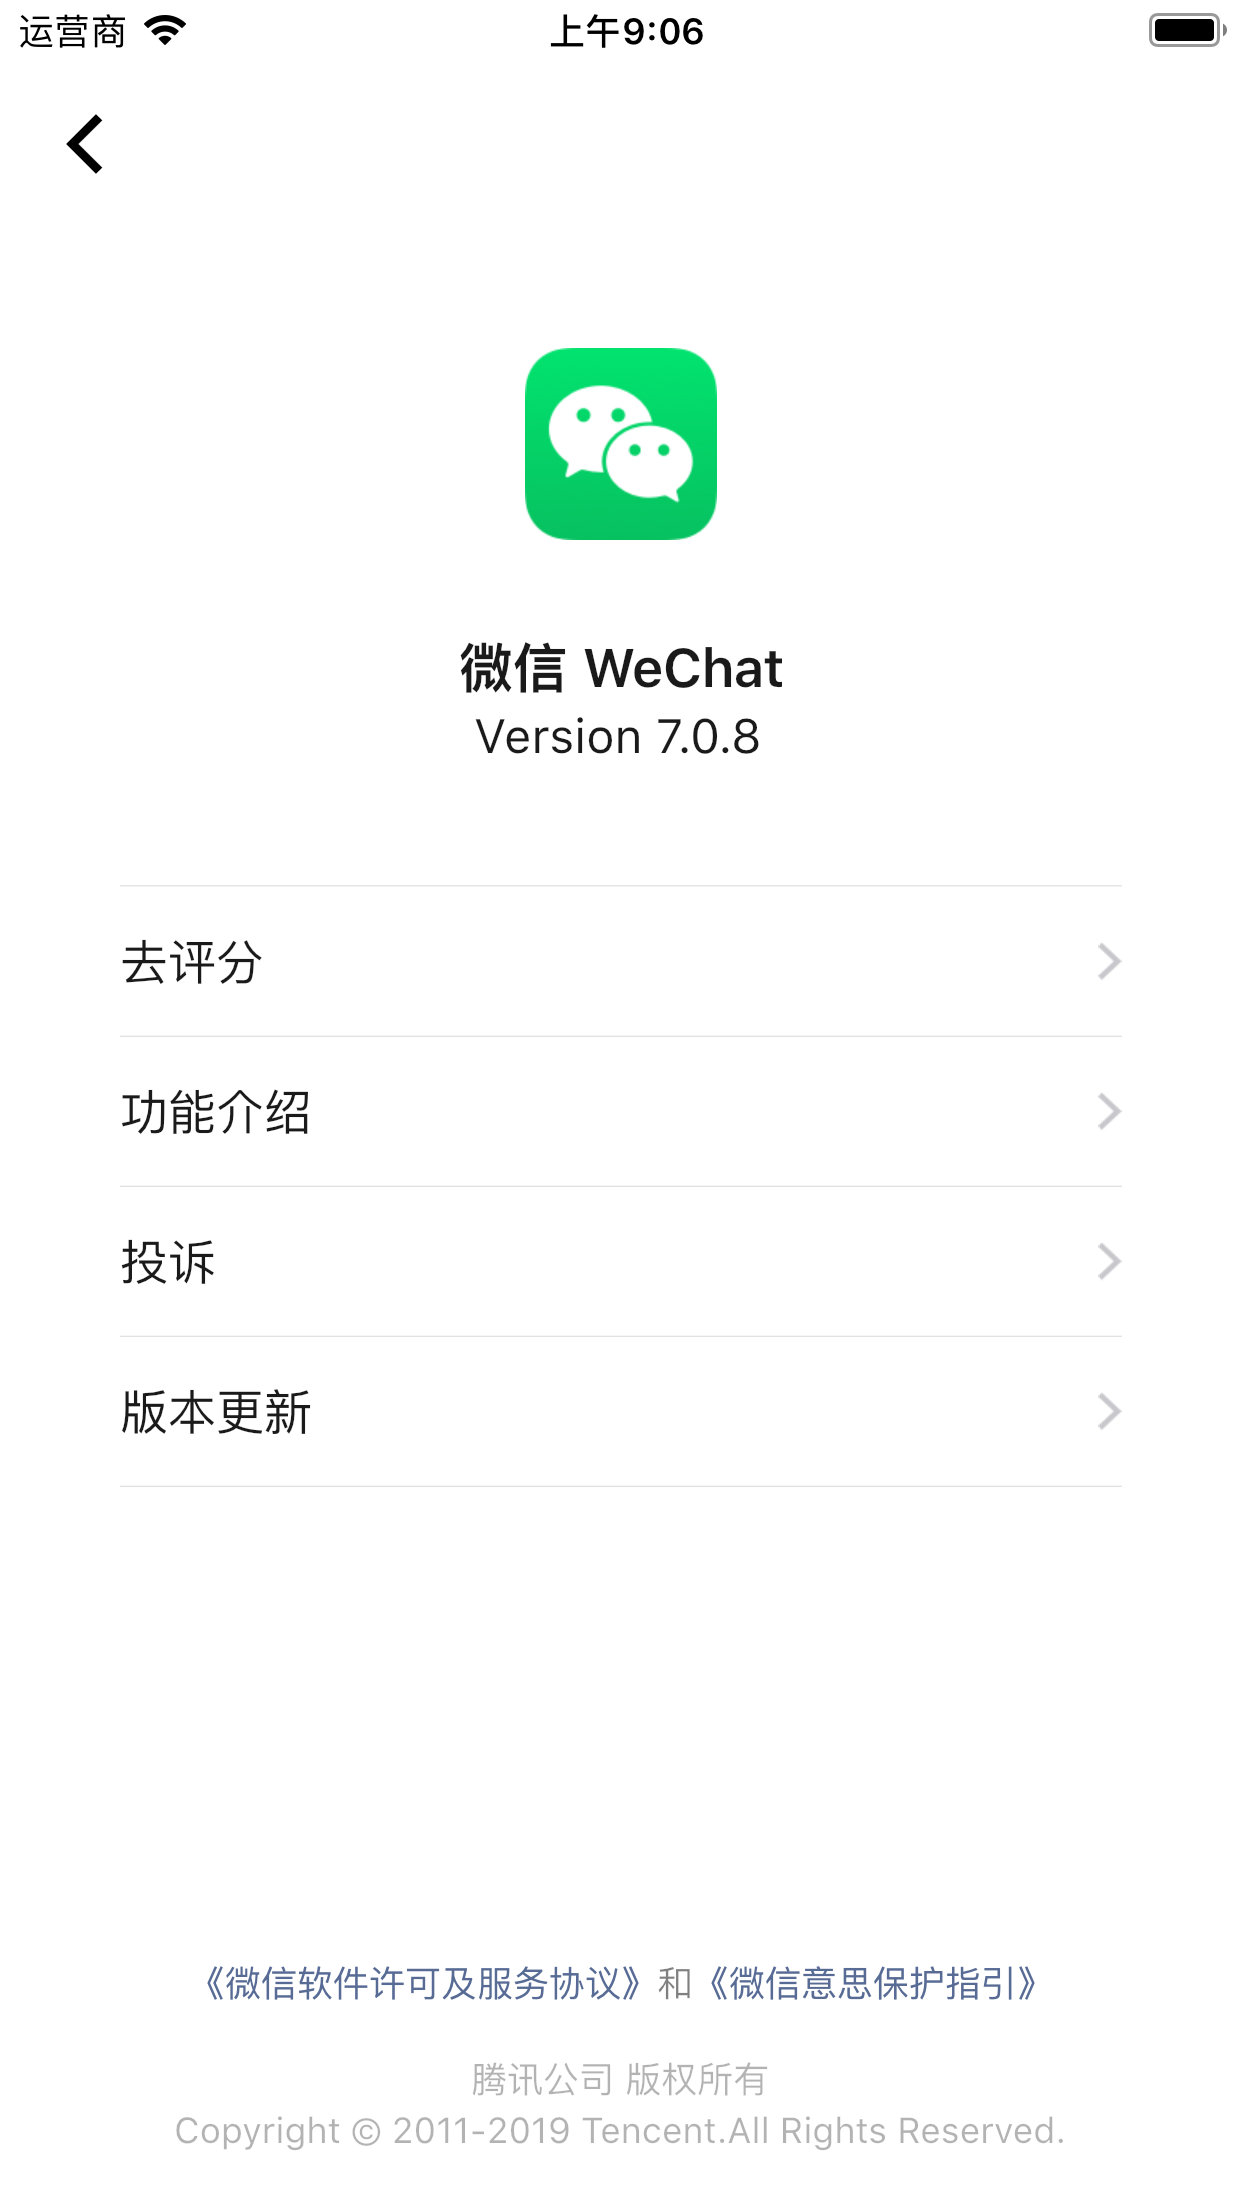 运营商
上午9:06
微信 WeChat
Version 7.0.8
去评分
功能介绍
投诉
版本更新
《微信软件许可及服务协议》和《微信意思保护指引》
腾讯公司 版权所有
Copyright © 2011-2019 Tencent.All Rights Reserved.